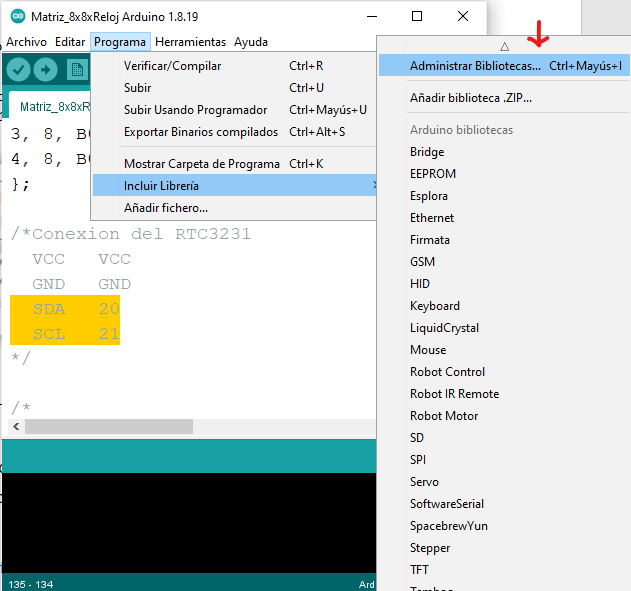 Matriz_8x8xReloj Arduino 1.8.19
Archivo Editar Programa Herramientas Ayuda
Verificar/Compilar Ctrl+R
Subir Ctrl+U
Subir Usando Programador Ctrl+Mayús+U
Exportar Binarios compilados Ctrl+Alt+S
Mostrar Carpeta de Programa Ctrl+K
Incluir Librería
Añadir fichero...
Administrar Bibliotecas... Ctrl+Mayús+I
Añadir biblioteca .ZIP...
Arduino bibliotecas
Bridge
EEPROM
Esplora
Ethernet
Firmata
GSM
HID
Keyboard
LiquidCrystal
Mouse
Robot Control
Robot IR Remote
Robot Motor
SD
SPI
Servo
SoftwareSerial
SpacebrewYun
Stepper
TFT
Matriz_8x8xR
3, 8, B
4, 8, B
};
/*Conexion del RTC3231
VCC VCC
GND GND
SDA 20
SCL 21
*/
/*
135 - 134 Ard